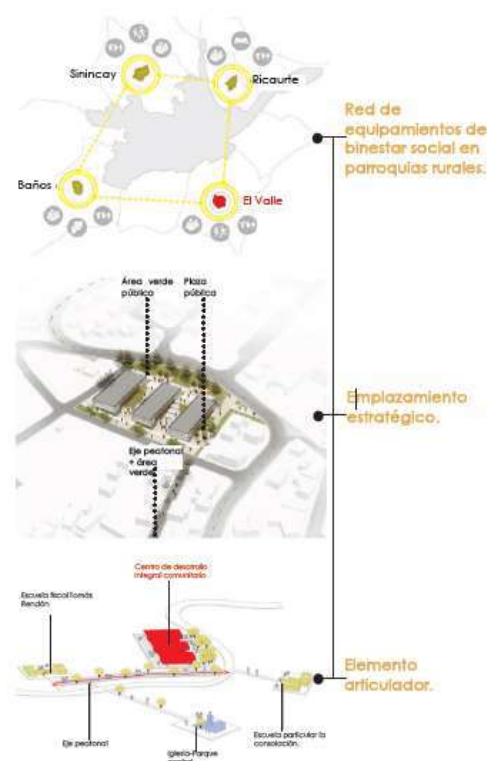 Sinincay
Ricaurte
Baños
El Valle
Red de
equipamientos de
binestar social en
parroquias rurales.
Área verde
pública
Plaza
pública
Eje peatonal
+ área
verde
Emplazamiento
estratégico.
Centro de desarrollo
integral comunitario
Escuela fiscal Tomás
Rendón
Elemento
articulador.
Eje peatonal
Escuela particular la
consolación.
Iglesia-Parque